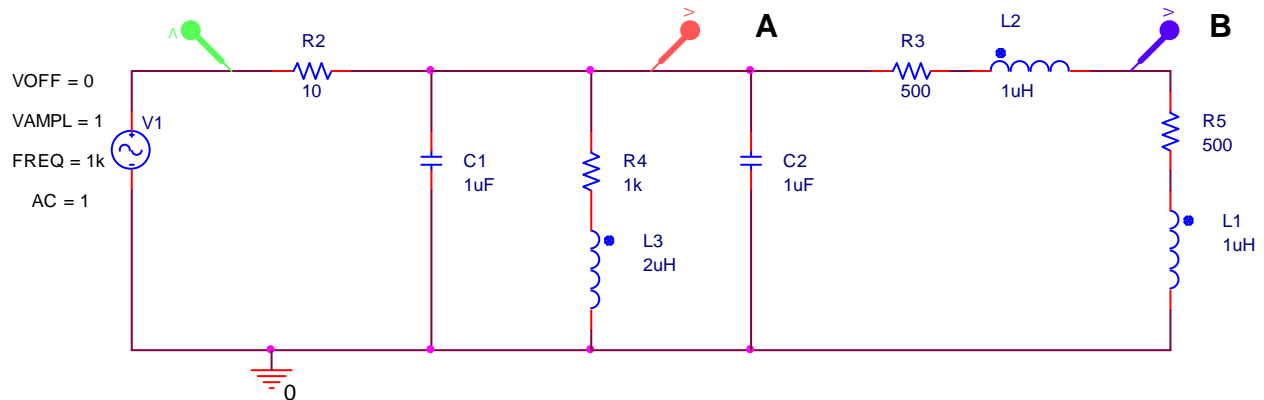 V
V
V
A
B
VOFF = 0
VAMPL = 1
FREQ = 1k
AC = 1
V1
R2
10
C1
1uF
R4
1k
L3
2uH
C2
1uF
R3
500
L2
1uH
R5
500
L1
1uH
0